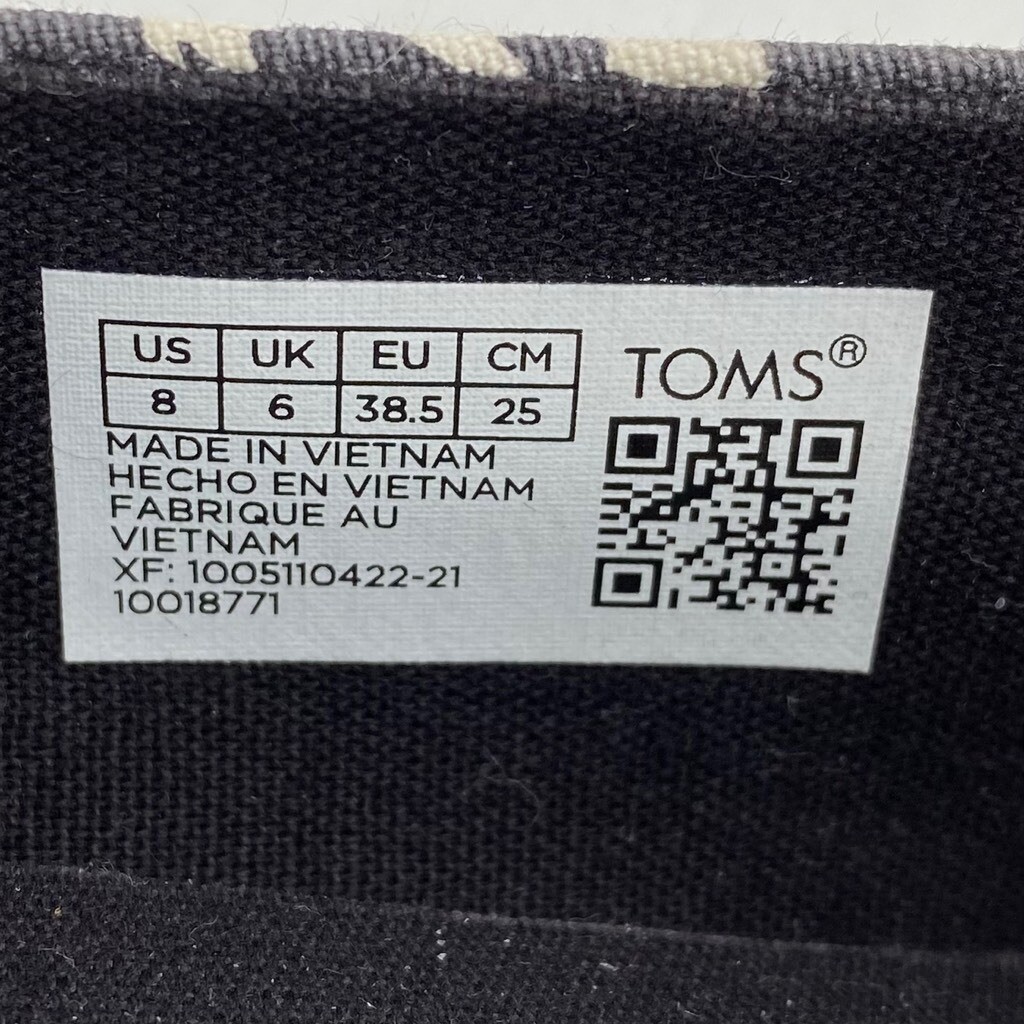 US UK EU CM
8 6 38.5 25
MADE IN VIETNAM
HECHO EN VIETNAM
FABRIQUE AU
VIETNAM
XF: 1005110422-21
10018771
TOMS®